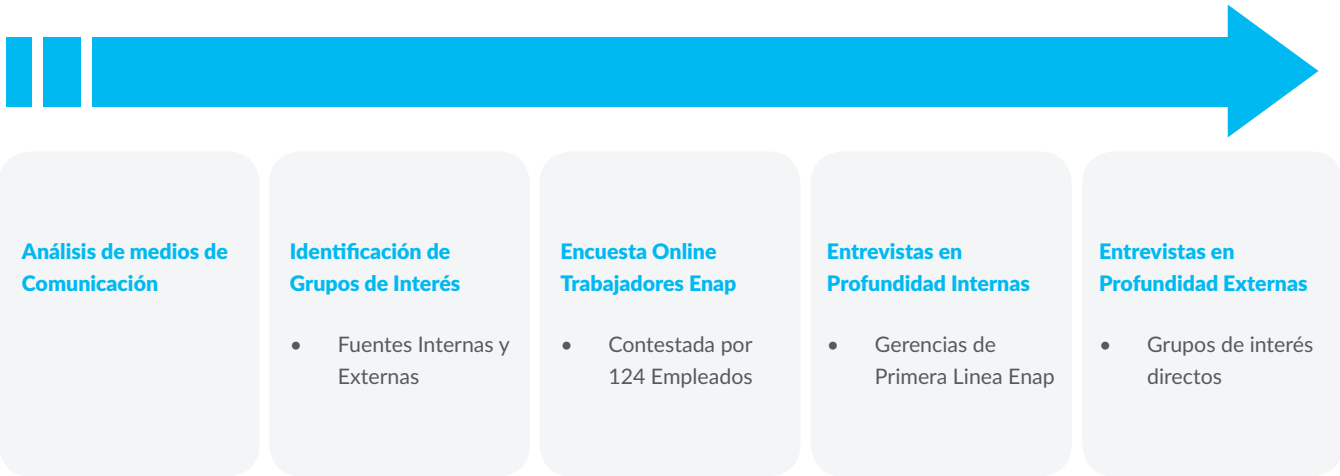 Análisis de medios de
Comunicación
Identificación de
Grupos de Interés
• Fuentes Internas y
Externas
Encuesta Online
Trabajadores Enap
• Contestada por
124 Empleados
Entrevistas en
Profundidad Internas
• Gerencias de
Primera Linea Enap
Entrevistas en
Profundidad Externas
• Grupos de interés
directos